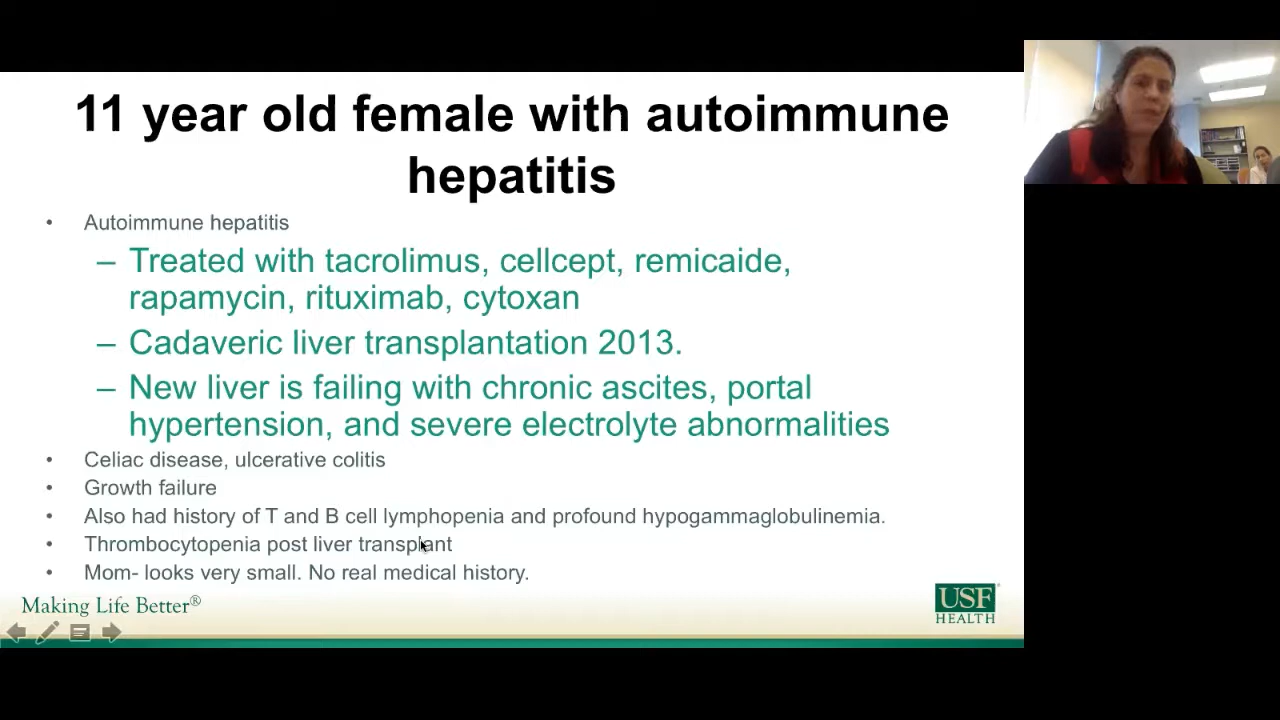 11 year old female with autoimmune
hepatitis
• Autoimmune hepatitis
– Treated with tacrolimus, cellcept, remicaide,
rapamycin, rituximab, cytoxan
– Cadaveric liver transplantation 2013.
– New liver is failing with chronic ascites, portal
hypertension, and severe electrolyte abnormalities
• Celiac disease, ulcerative colitis
• Growth failure
• Also had history of T and B cell lymphopenia and profound hypogammaglobulinemia.
• Thrombocytopenia post liver transplant
• Mom- looks very small. No real medical history.
Making Life Better®
USF
HEALTH